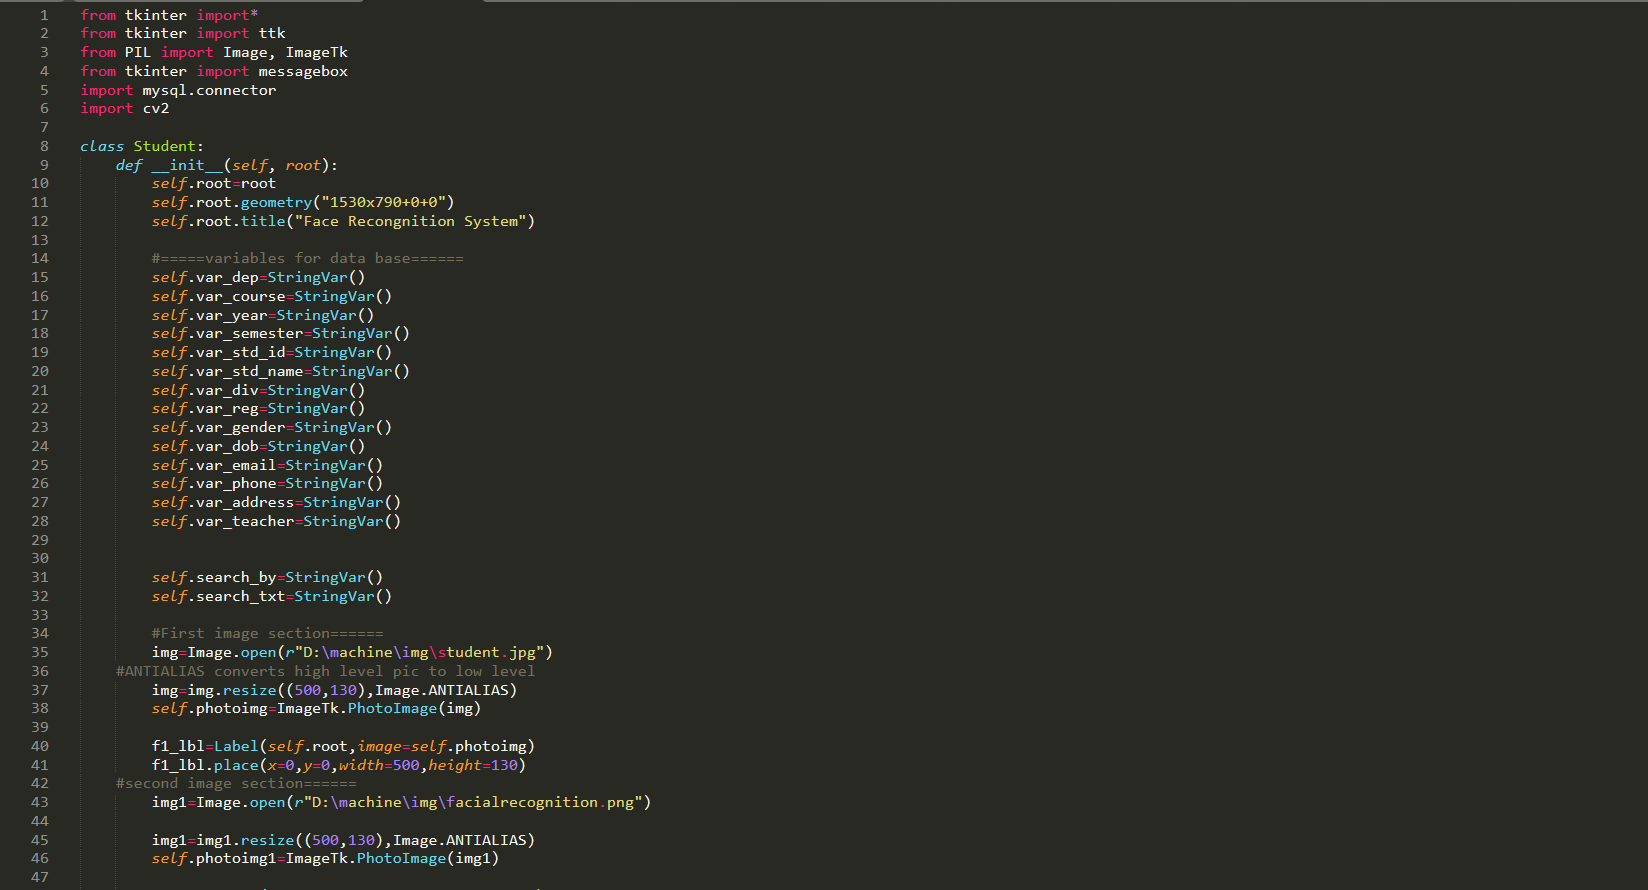 1 from tkinter import*
2 from tkinter import ttk
3 from PIL import Image, ImageTk
4 from tkinter import messagebox
5 import mysql.connector
6 import cv2
7
8 class Student:
9 def __init__(self, root):
10 self.root=root
11 self.root.geometry("1530x790+0+0")
12 self.root.title("Face Recongnition System")
13
14 #=====variables for data base======
15 self.var_dep=StringVar()
16 self.var_course=StringVar()
17 self.var_year=StringVar()
18 self.var_semester=StringVar()
19 self.var_std_id=StringVar()
20 self.var_std_name=StringVar()
21 self.var_div=StringVar()
22 self.var_reg=StringVar()
23 self.var_gender=StringVar()
24 self.var_dob=StringVar()
25 self.var_email=StringVar()
26 self.var_phone=StringVar()
27 self.var_address=StringVar()
28 self.var_teacher=StringVar()
29
30
31 self.search_by=StringVar()
32 self.search_txt=StringVar()
33
34 #First image section======
35 img=Image.open(r"D:\machine\img\student.jpg")
36 #ANTIALIAS converts high level pic to low level
37 img=img.resize((500,130),Image.ANTIALIAS)
38 self.photoimg=ImageTk.PhotoImage(img)
39
40 f1_lbl=Label(self.root,image=self.photoimg)
41 f1_lbl.place(x=0,y=0,width=500,height=130)
42 #second image section======
43 img1=Image.open(r"D:\machine\img\facialrecognition.png")
44
45 img1=img1.resize((500,130),Image.ANTIALIAS)
46 self.photoimg1=ImageTk.PhotoImage(img1)
47